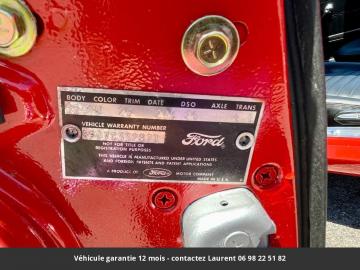 BODY COLOR TRIM DATE DSO AXLE TRANS
VEHICLE WARRANTY NUMBER
NOT FOR TITLE OR
REGISTRATION PURPOSES
Ford
THIS VEHICLE IS MANUFACTURED UNDER UNITED STATES
AND FOREIGN PATENTS AND PATENT APPLICATIONS
A PRODUCT OF Ford MOTOR COMPANY
MADE IN U.S.A.
Véhicule garantie 12 mois - contactez Laurent 06 98 22 51 82